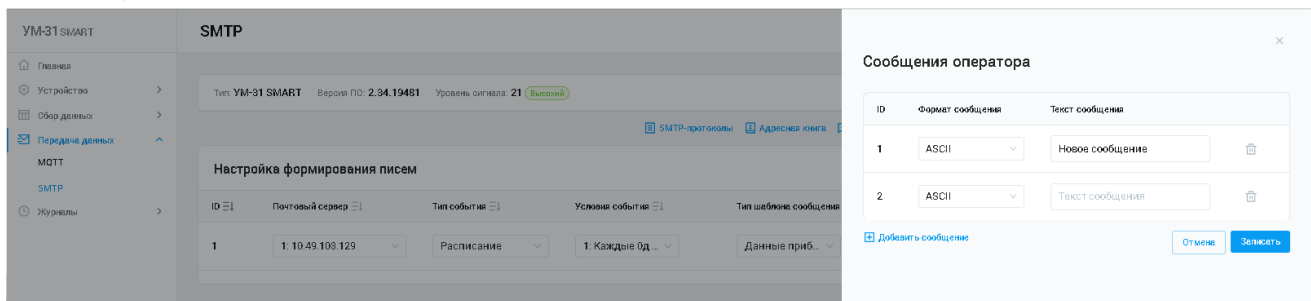 УМ-31 SMART
SMTP
Главная
Устройство
Сбор данных
Передача данных
MQTT
SMTP
Журналы
Тип: УМ-31 SMART Версия ПО: 2.34.19481 Уровень сигнала: 21 Высокий
SMTP-протоколы Адресная книга
Настройка формирования писем
ID Почтовый сервер Тип события Условия события Тип шаблона сообщения
1 1: 10.49.103.129 Расписание 1: Каждые 0д ... Данные приб...
Сообщения оператора
ID Формат сообщения Текст сообщения
1 ASCII Новое сообщение
2 ASCII Текст сообщения
Добавить сообщение
Отмена Записать